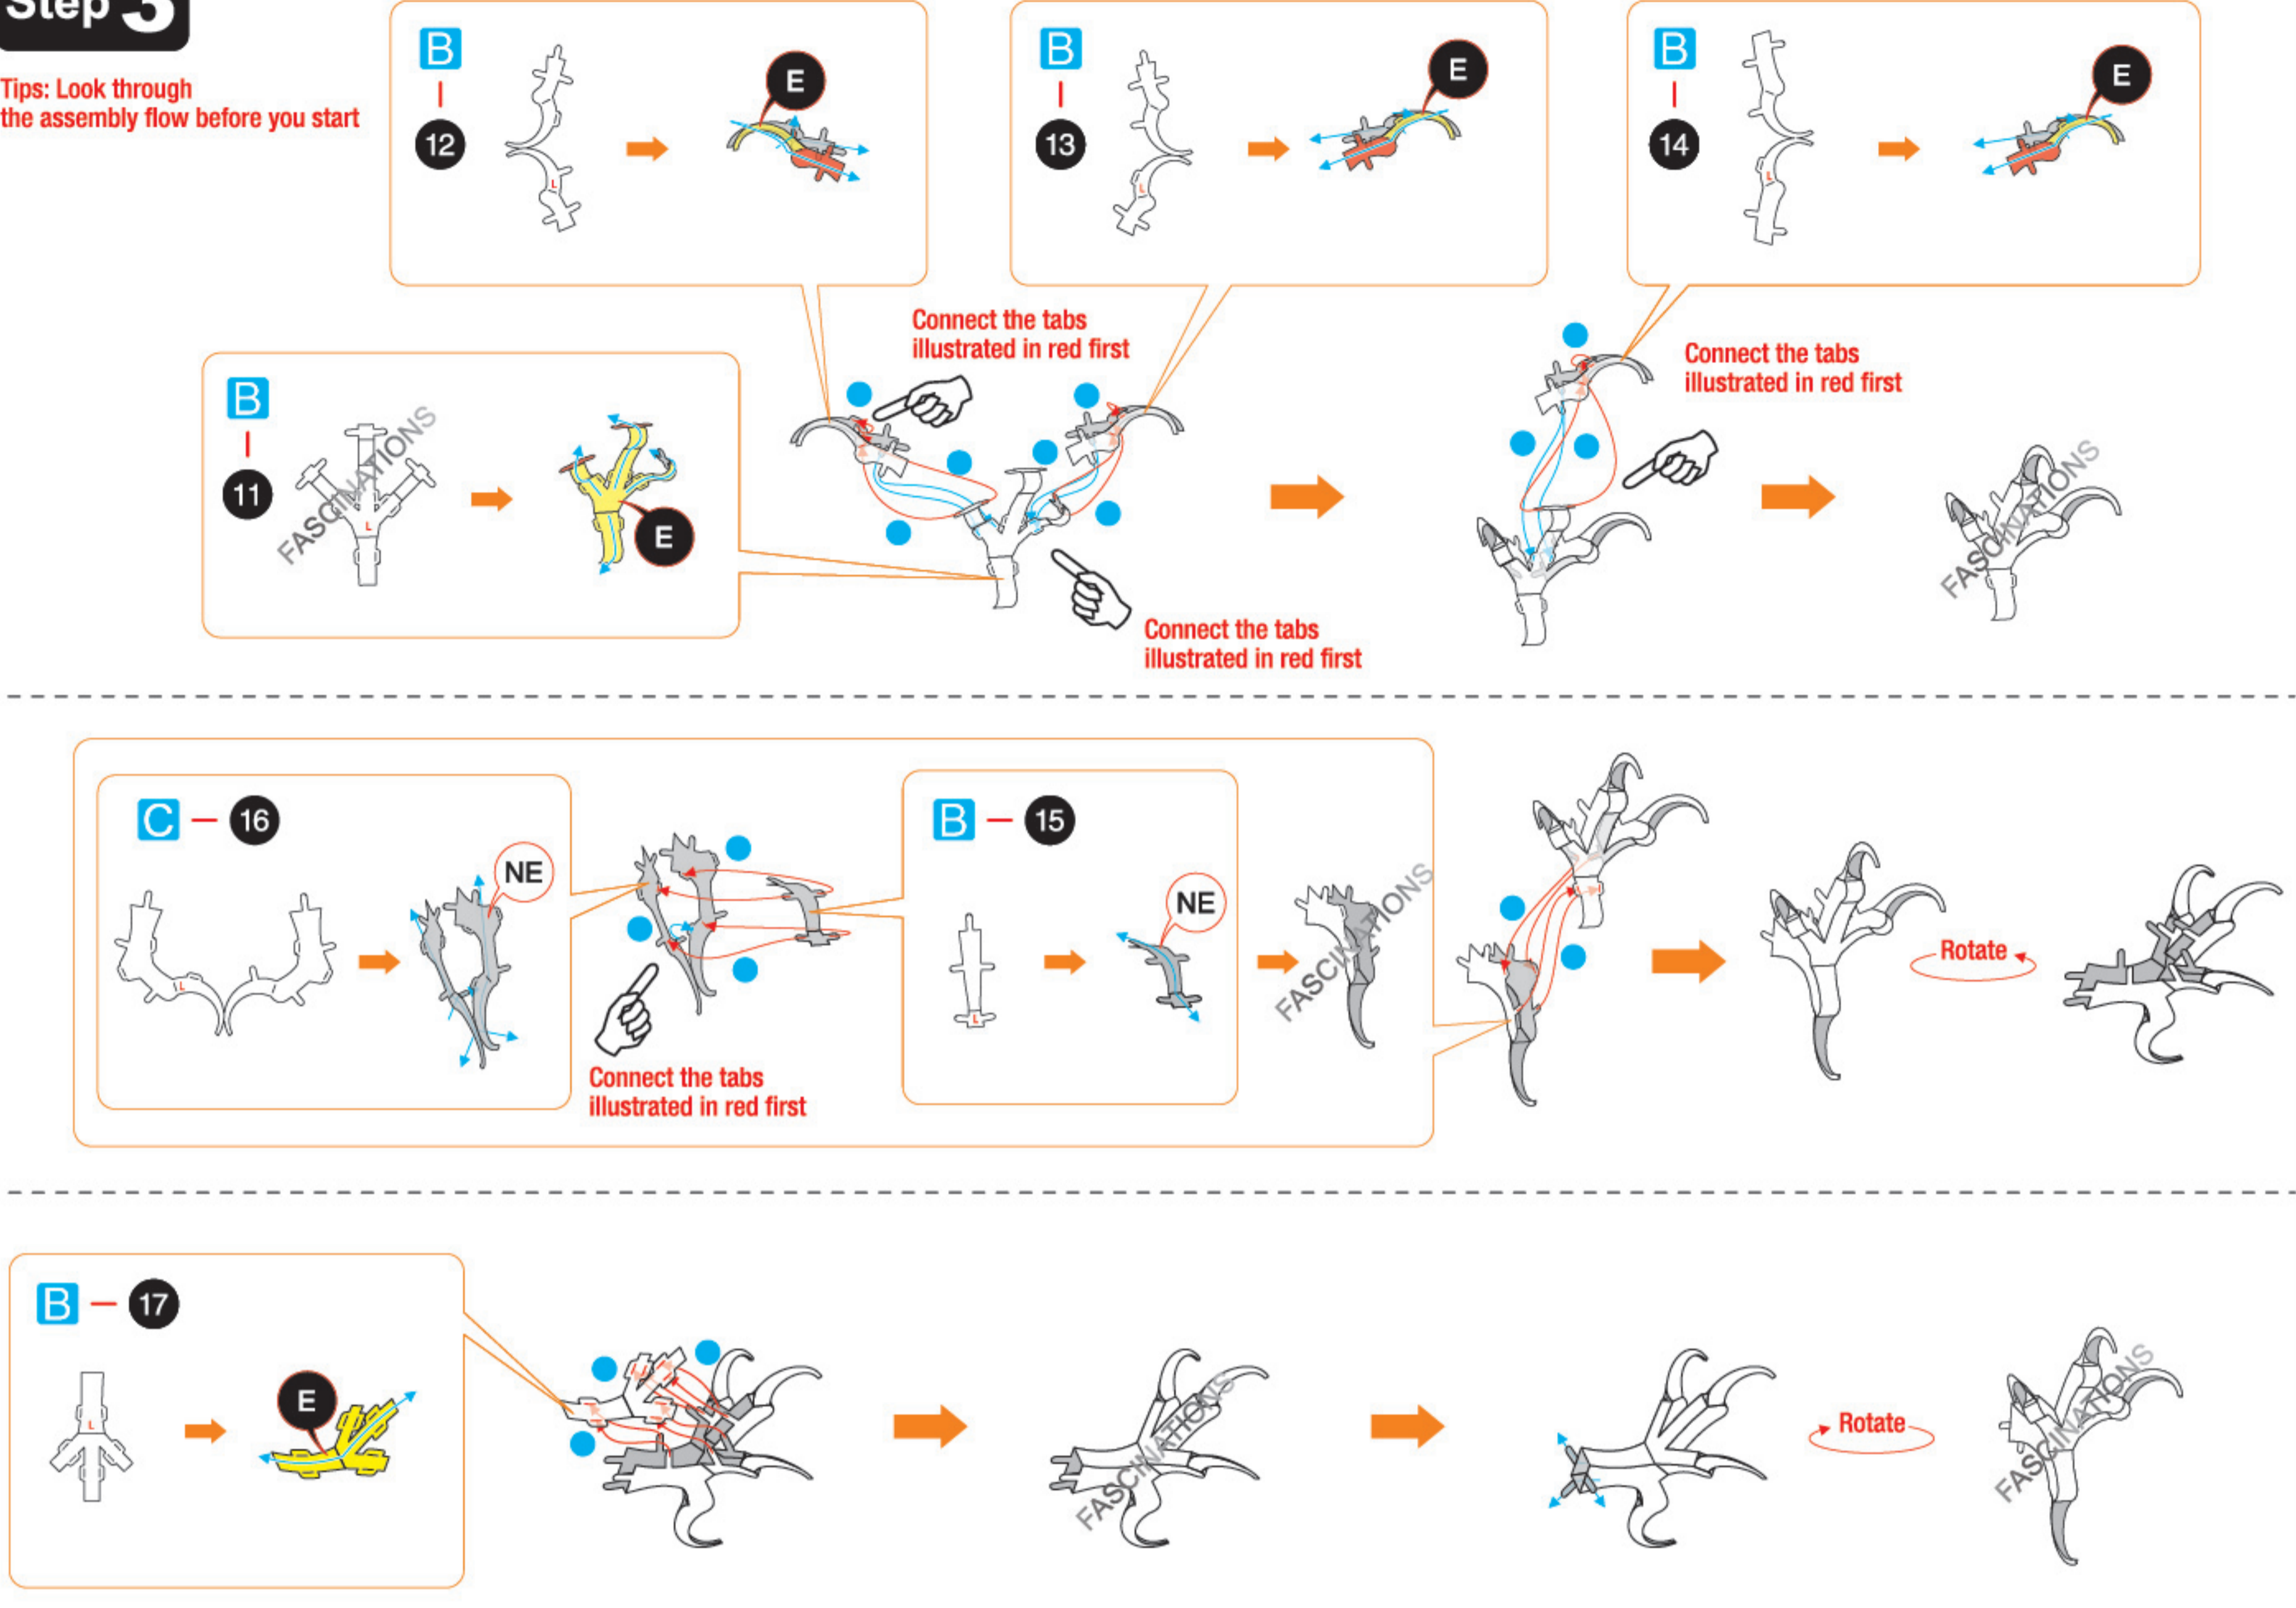 Step 3
Tips: Look through
the assembly flow before you start
B
12
L
E
B
13
L
E
B
14
L
E
Connect the tabs
illustrated in red first
Connect the tabs
illustrated in red first
B
11
L
FASCINATIONS
E
FASCINATIONS
Connect the tabs
illustrated in red first
C — 16
L
NE
Connect the tabs
illustrated in red first
B — 15
L
NE
FASCINATIONS
Rotate
B — 17
L
E
FASCINATIONS
Rotate
FASCINATIONS